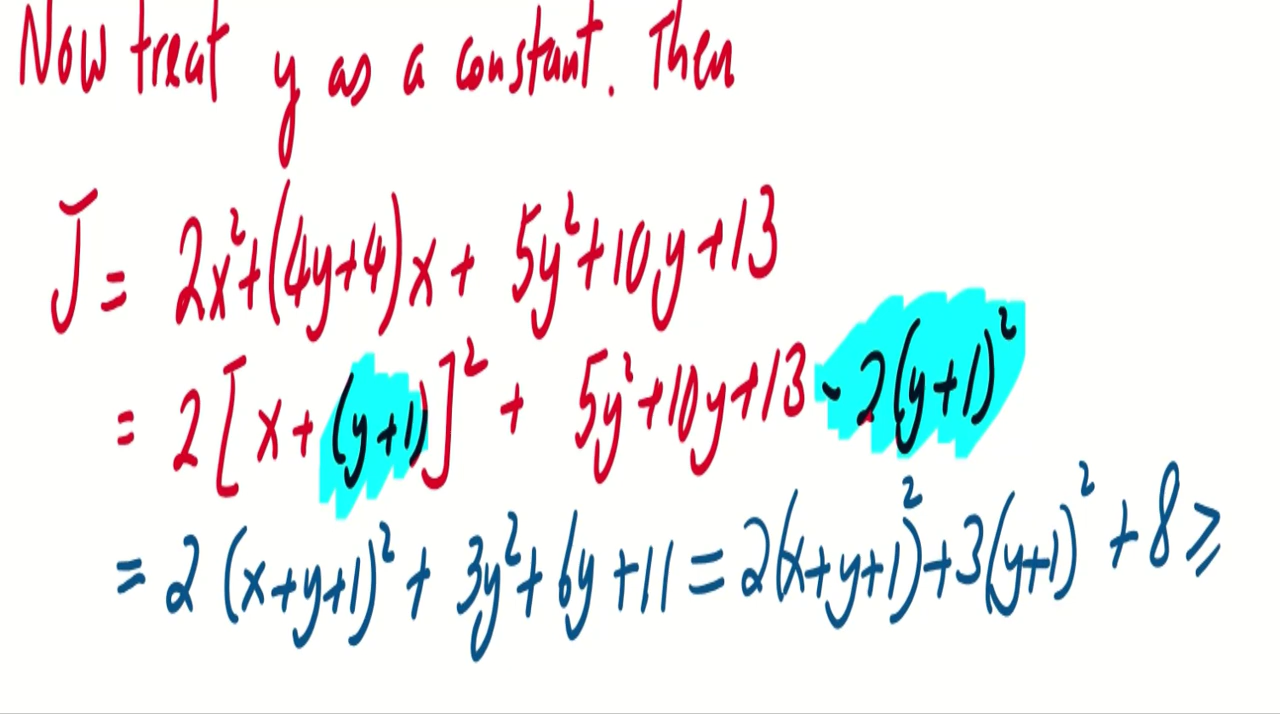 Now treat y as a constant. Then
J = 2x²+(4y+4)x + 5y²+10y+13
= 2[x+(y+1)]² + 5y²+10y+13 - 2(y+1)²
= 2(x+y+1)² + 3y²+6y+11 = 2(x+y+1)²+3(y+1)²+8 ≥